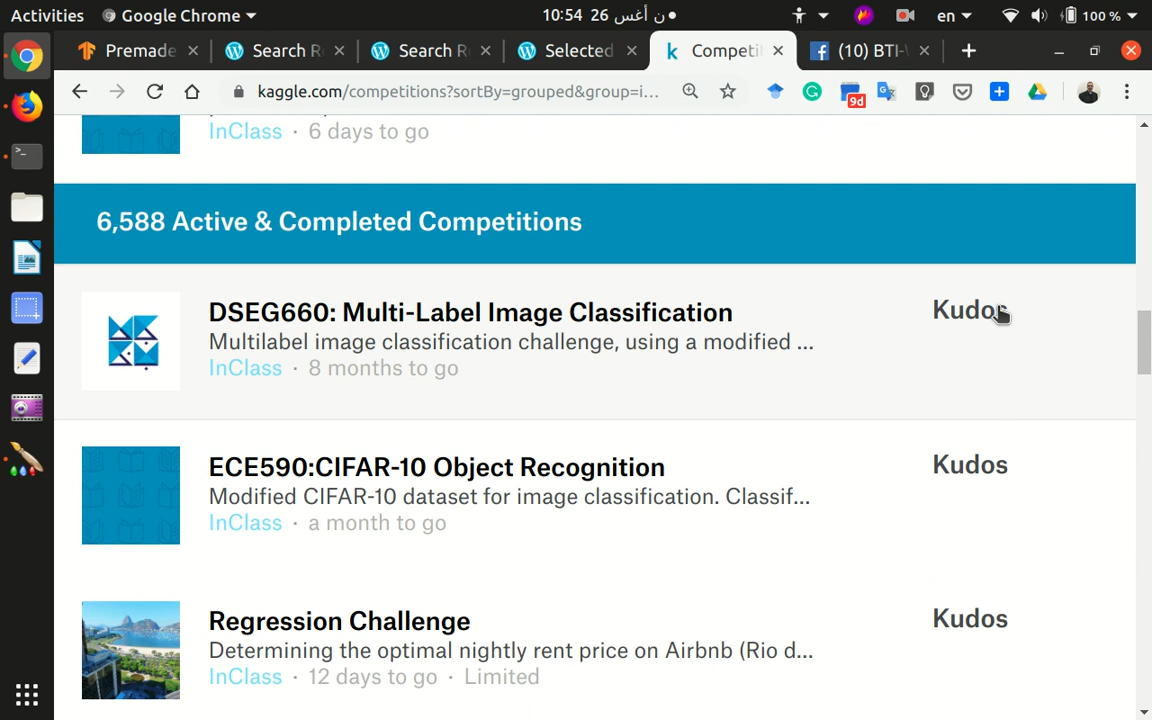 Activities Google Chrome 10:54 26 ن أغس en 100 %
Premade Search R Search R Selected Competi (10) BTI-
kaggle.com/competitions?sortBy=grouped&group=i...
9d
InClass · 6 days to go
6,588 Active & Completed Competitions
DSEG660: Multi-Label Image Classification Kudos
Multilabel image classification challenge, using a modified ...
InClass · 8 months to go
ECE590:CIFAR-10 Object Recognition Kudos
Modified CIFAR-10 dataset for image classification. Classif...
InClass · a month to go
Regression Challenge Kudos
Determining the optimal nightly rent price on Airbnb (Rio d...
InClass · 12 days to go · Limited